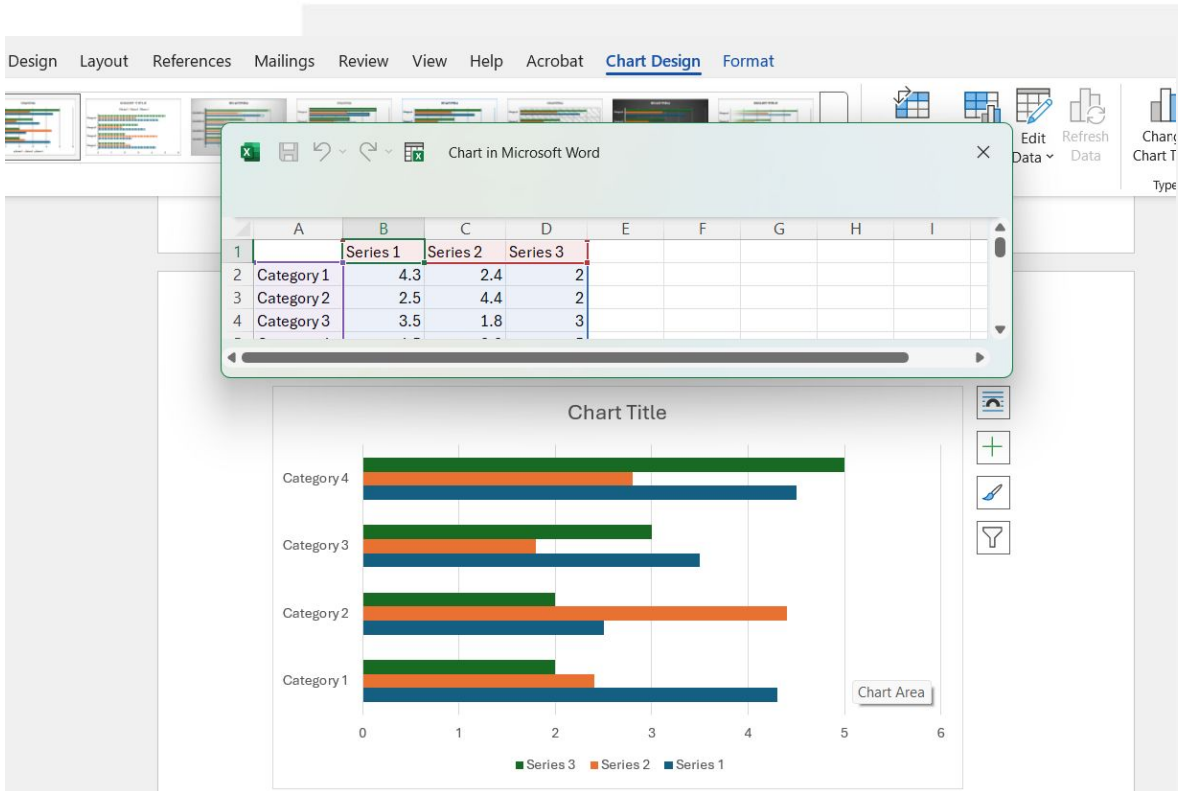 Design Layout References Mailings Review View Help Acrobat Chart Design Format
Edit Data
Refresh Data
Chart in Microsoft Word
Type
A B C D E F G H I
1 Series 1 Series 2 Series 3
2 Category 1 4.3 2.4 2
3 Category 2 2.5 4.4 2
4 Category 3 3.5 1.8 3
Chart Title
Category 4
Category 3
Category 2
Category 1
Chart Area
0 1 2 3 4 5 6
Series 3 Series 2 Series 1